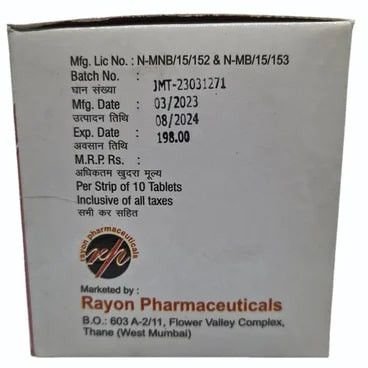 Mfg. Lic No. : N-MNB/15/152 & N-MB/15/153
Batch No. :
घान संख्या JMT-23031271
Mfg. Date : 03/2023
उत्पादन तिथि 08/2024
Exp. Date : 198.00
अवसान तिथि
M.R.P. Rs. :
अधिकतम खुदरा मूल्य
Per Strip of 10 Tablets
Inclusive of all taxes
सभी कर सहित
rayon pharmaceuticals
rp
Marketed by :
Rayon Pharmaceuticals
B.O.: 603 A-2/11, Flower Valley Complex,
Thane (West Mumbai)